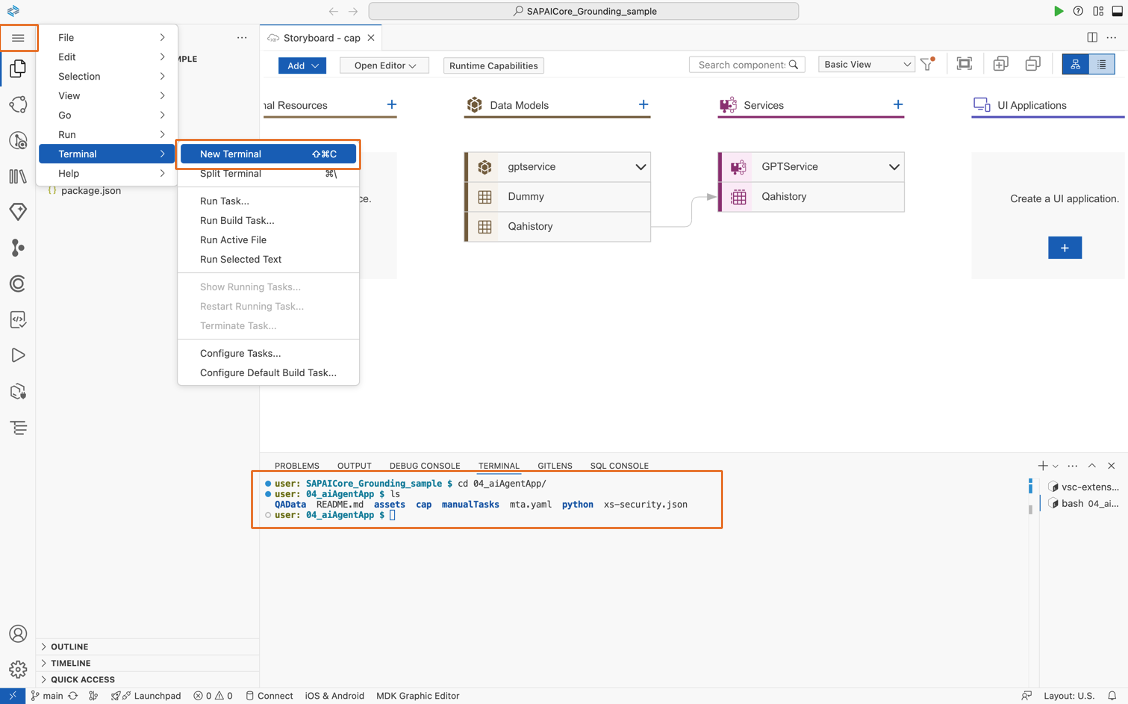 SAPAICore_Grounding_sample
File
Edit
Selection
View
Go
Run
Terminal
Help
MPLE
package.json
New Terminal ⇧⌘C
Split Terminal ⌘\
Run Task...
Run Build Task...
Run Active File
Run Selected Text
Show Running Tasks...
Restart Running Task...
Terminate Task...
Configure Tasks...
Configure Default Build Task...
Storyboard - cap
Add
Open Editor
Runtime Capabilities
Search component:
Basic View
nal Resources
ce.
Data Models
gptservice
Dummy
Qahistory
Services
GPTService
Qahistory
UI Applications
Create a UI application.
PROBLEMS OUTPUT DEBUG CONSOLE TERMINAL GITLENS SQL CONSOLE
user: SAPAICore_Grounding_sample $ cd 04_aiAgentApp/
user: 04_aiAgentApp $ ls
QAData README.md assets cap manualTasks mta.yaml python xs-security.json
user: 04_aiAgentApp $
vsc-exten...
bash 04_ai...
OUTLINE
TIMELINE
QUICK ACCESS
main Launchpad 0 0 Connect iOS & Android MDK Graphic Editor Layout: U.S.